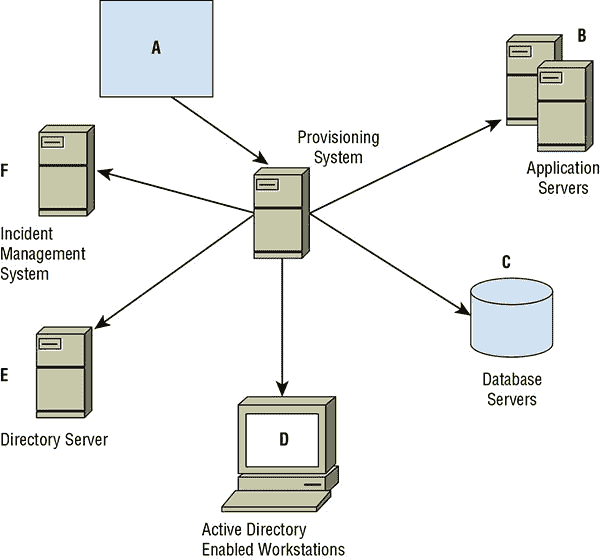 A
B
Provisioning
System
Application
Servers
F
Incident
Management
System
C
Database
Servers
E
Directory Server
D
Active Directory
Enabled Workstations